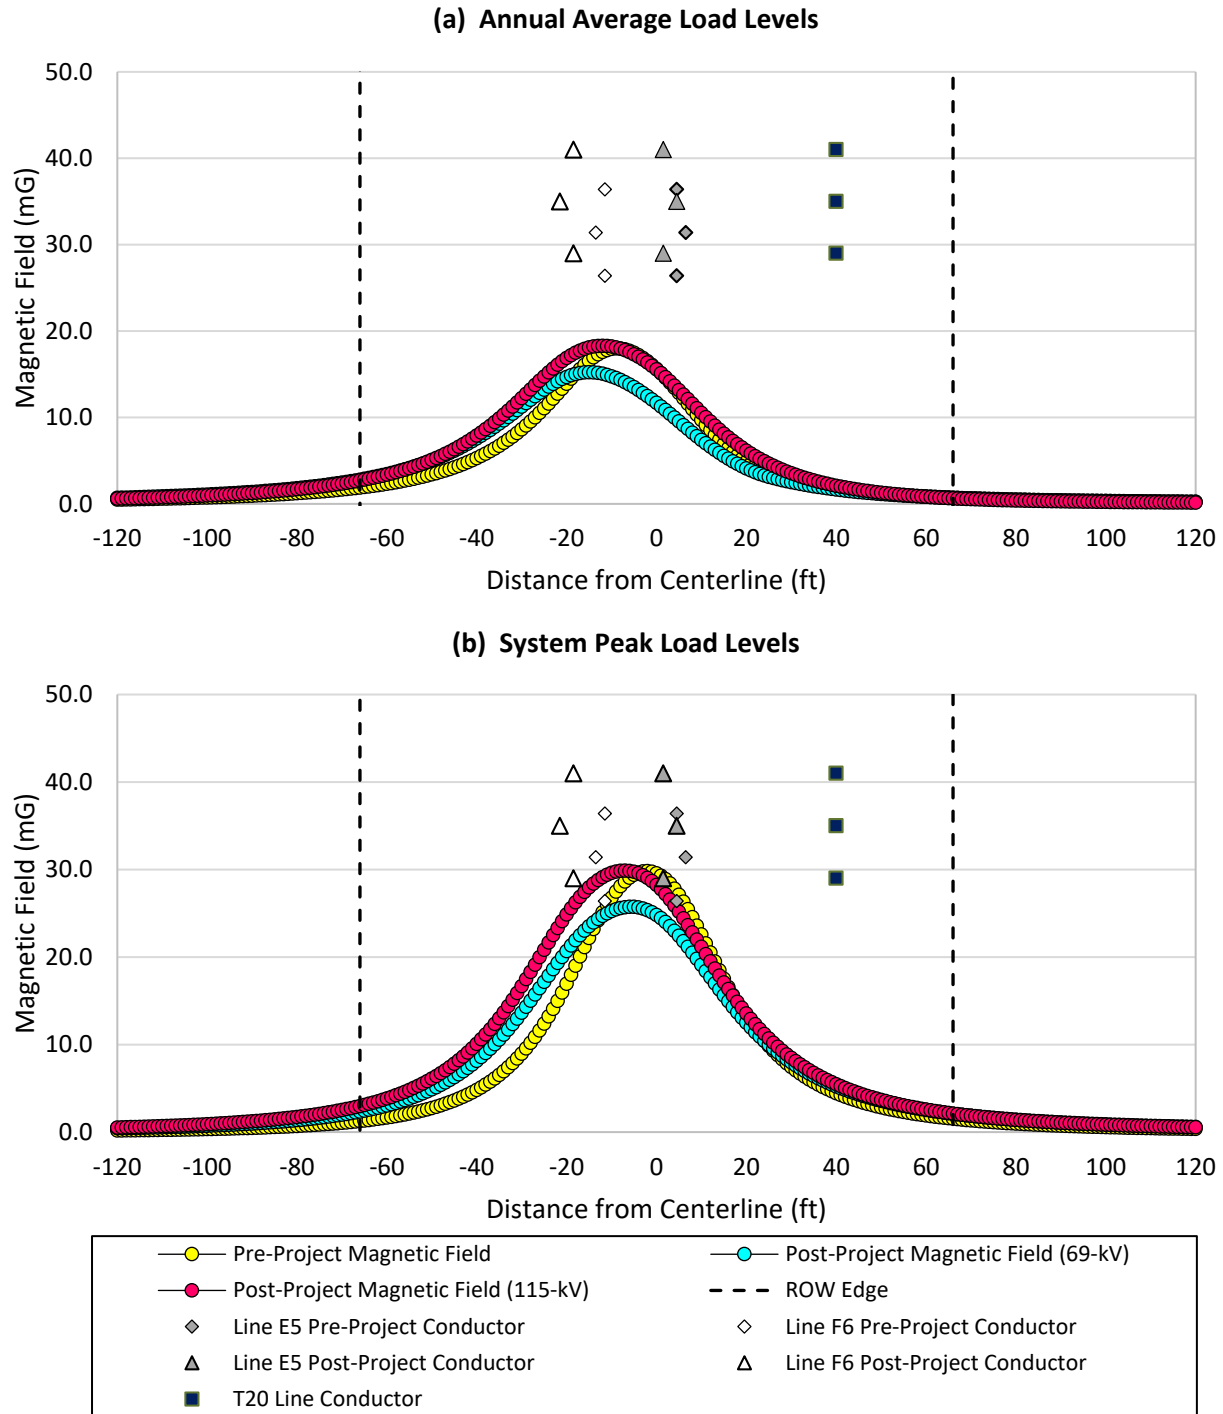 (a) Annual Average Load Levels
50.0
40.0
30.0
20.0
10.0
0.0
Magnetic Field (mG)
-120 -100 -80 -60 -40 -20 0 20 40 60 80 100 120
Distance from Centerline (ft)
(b) System Peak Load Levels
50.0
40.0
30.0
20.0
10.0
0.0
Magnetic Field (mG)
-120 -100 -80 -60 -40 -20 0 20 40 60 80 100 120
Distance from Centerline (ft)
Pre-Project Magnetic Field Post-Project Magnetic Field (69-kV)
Post-Project Magnetic Field (115-kV) ROW Edge
Line E5 Pre-Project Conductor Line F6 Pre-Project Conductor
Line E5 Post-Project Conductor Line F6 Post-Project Conductor
T20 Line Conductor